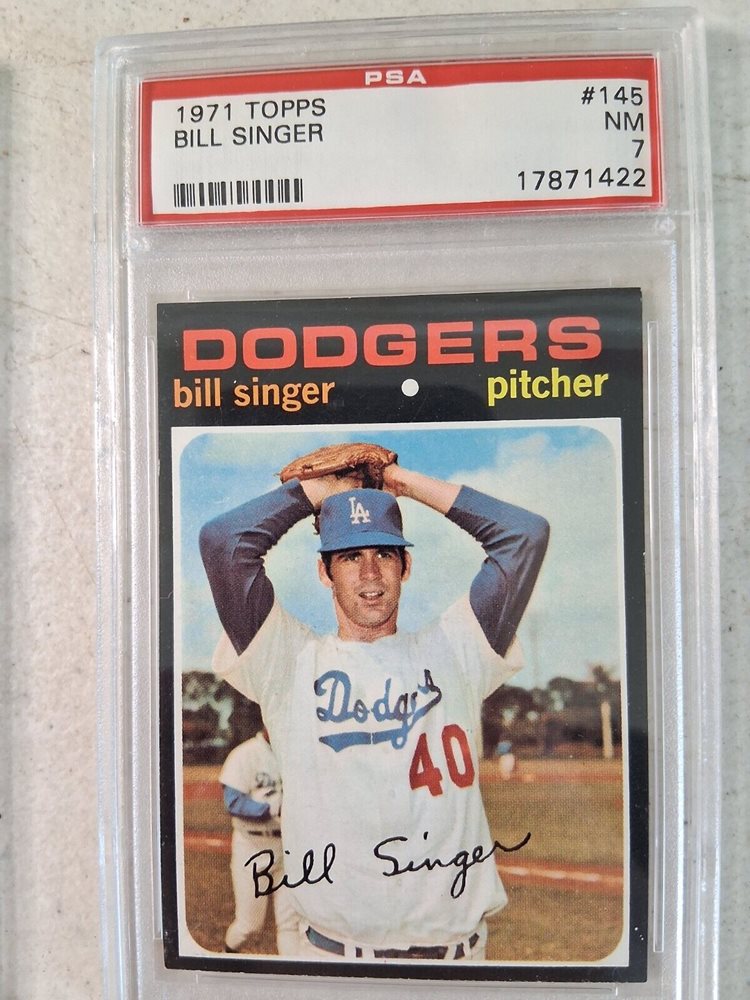 PSA
1971 TOPPS #145
BILL SINGER NM
7
17871422
DODGERS
bill singer pitcher
LA
Dodgers
40
Bill Singer